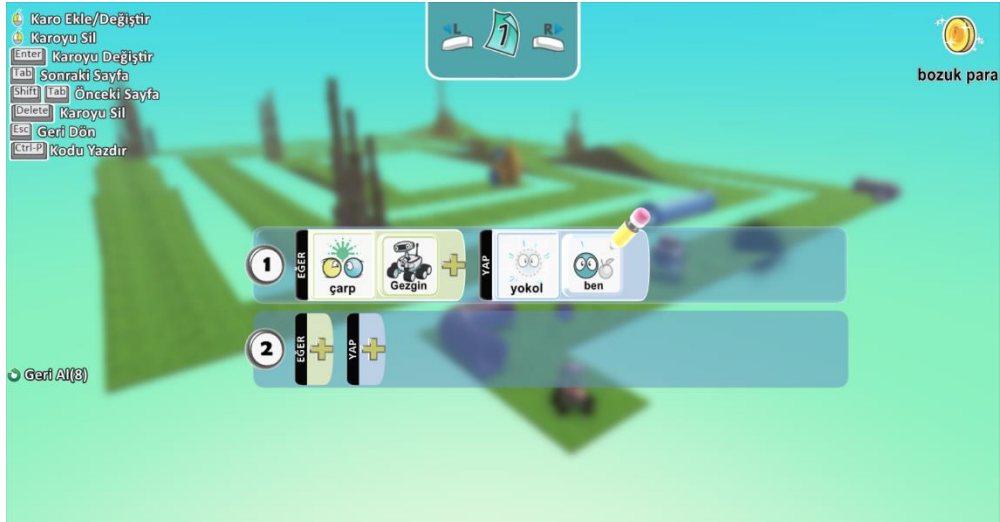 Karo Ekle/Değiştir
Karoyu Sil
Enter Karoyu Değiştir
Tab Sonraki Sayfa
Shift Tab Önceki Sayfa
Delete Karoyu Sil
Esc Geri Dön
Ctrl-P Kodu Yazdır
L 1 R
bozuk para
1 EĞER çarp Gezgin YAP yokol ben
2 EĞER YAP
Geri Al(8)